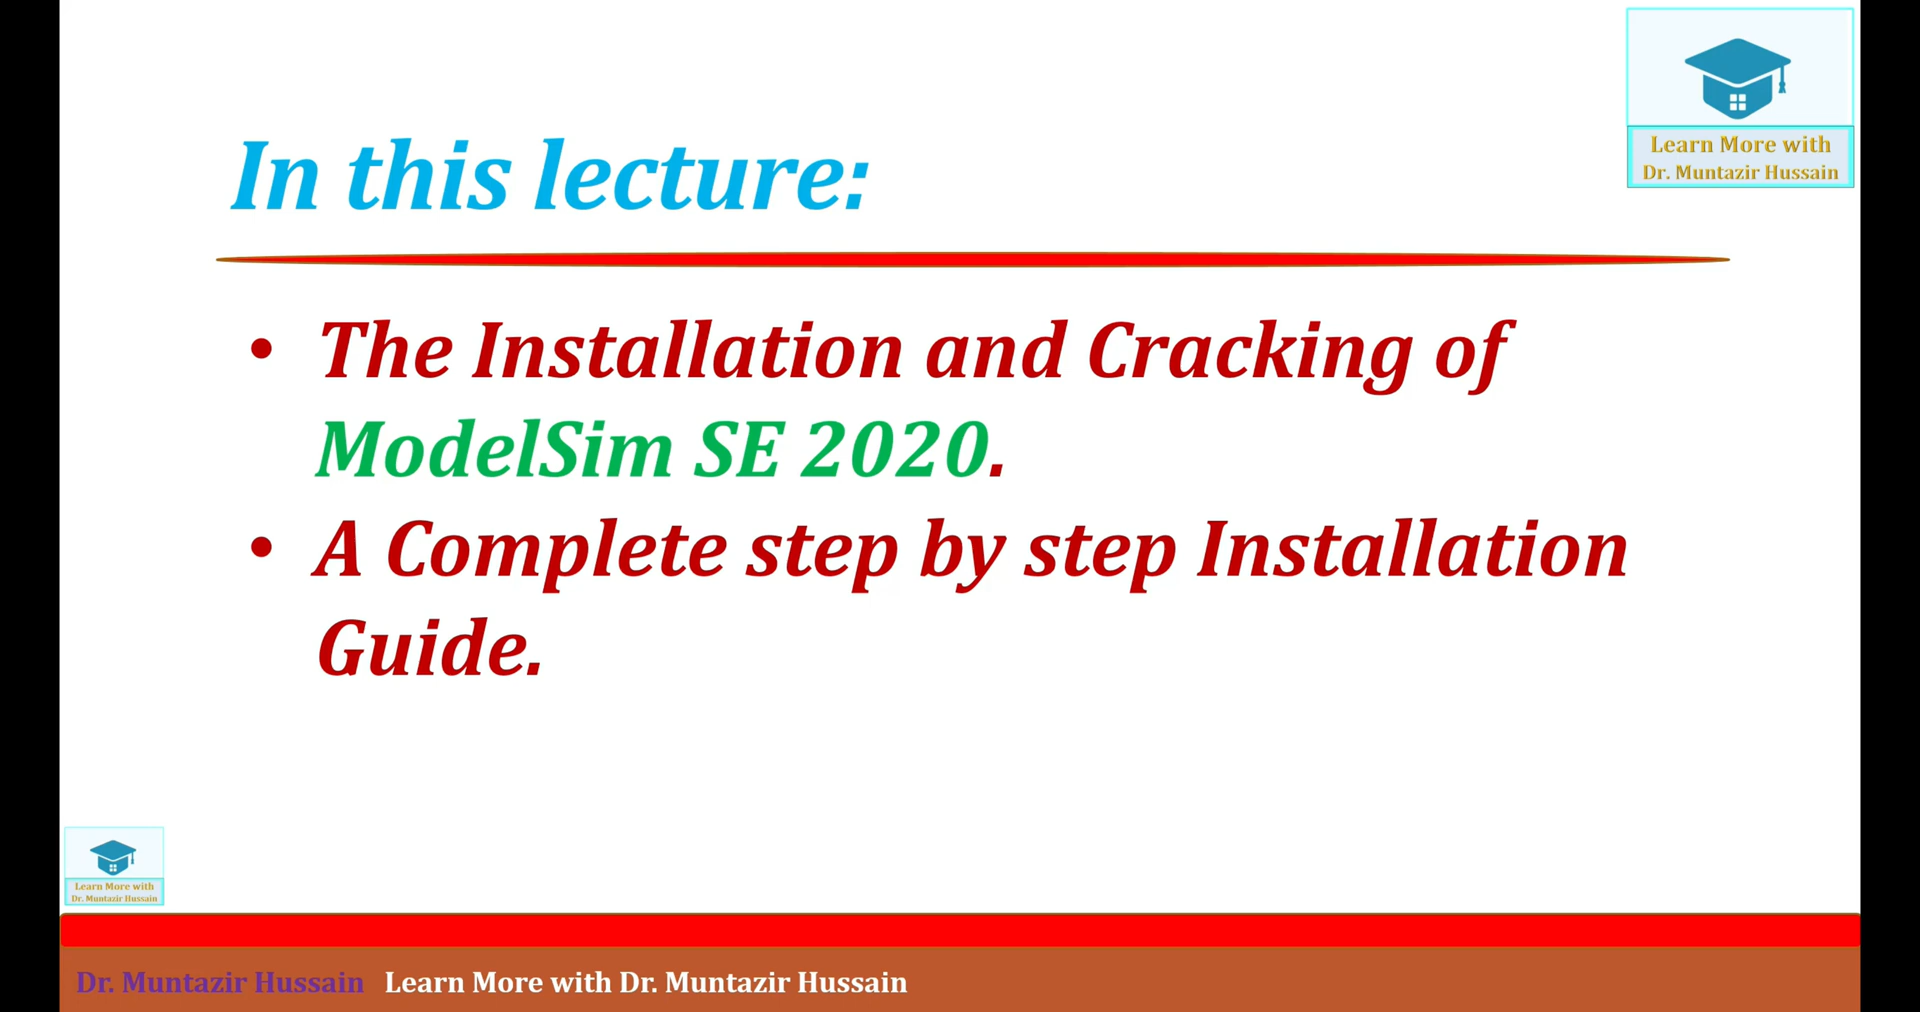 Learn More with
Dr. Muntazir Hussain
In this lecture:
• The Installation and Cracking of
ModelSim SE 2020.
• A Complete step by step Installation
Guide.
Learn More with
Dr. Muntazir Hussain
Dr. Muntazir Hussain Learn More with Dr. Muntazir Hussain